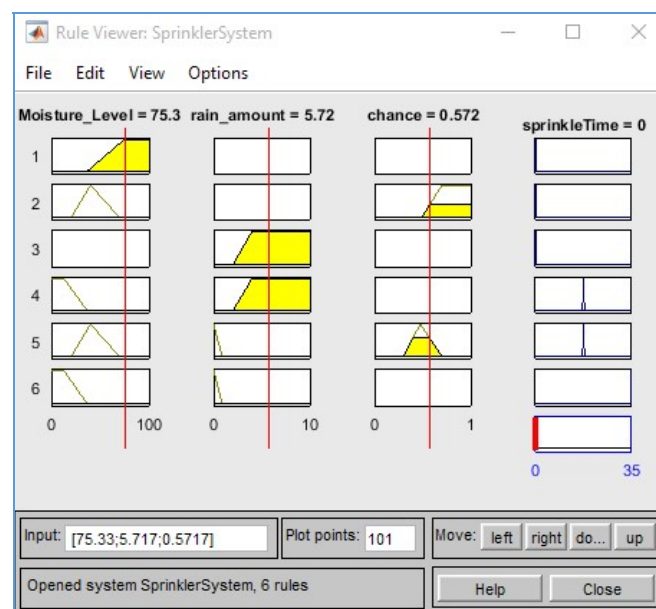 Rule Viewer: SprinklerSystem
File Edit View Options
Moisture_Level = 75.3 rain_amount = 5.72 chance = 0.572 sprinkleTime = 0
1
2
3
4
5
6
0 100 0 10 0 1
0 35
Input: [75.33;5.717;0.5717] Plot points: 101 Move: left right do... up
Opened system SprinklerSystem, 6 rules Help Close